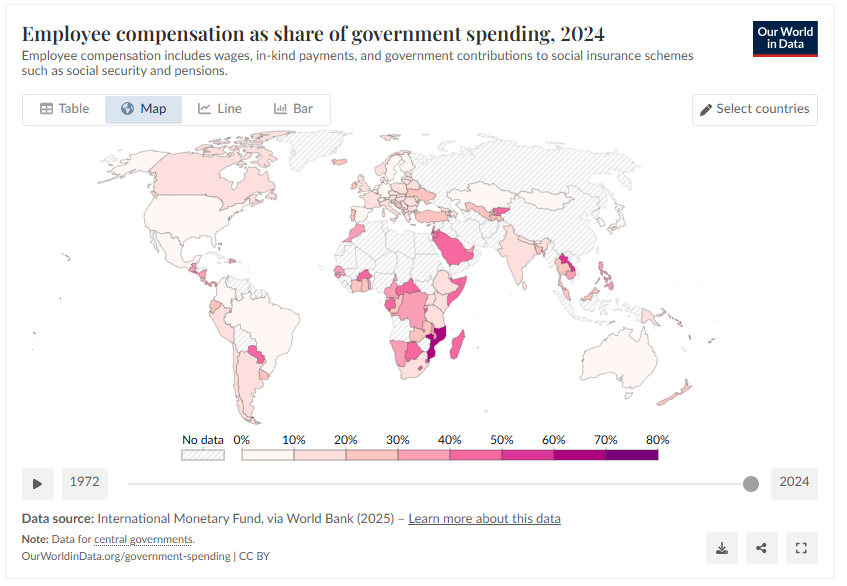 Employee compensation as share of government spending, 2024
Employee compensation includes wages, in-kind payments, and government contributions to social insurance schemes
such as social security and pensions.
Our World
in Data
Table Map Line Bar
Select countries
No data 0% 10% 20% 30% 40% 50% 60% 70% 80%
1972 2024
Data source: International Monetary Fund, via World Bank (2025) – Learn more about this data
Note: Data for central governments.
OurWorldinData.org/government-spending | CC BY